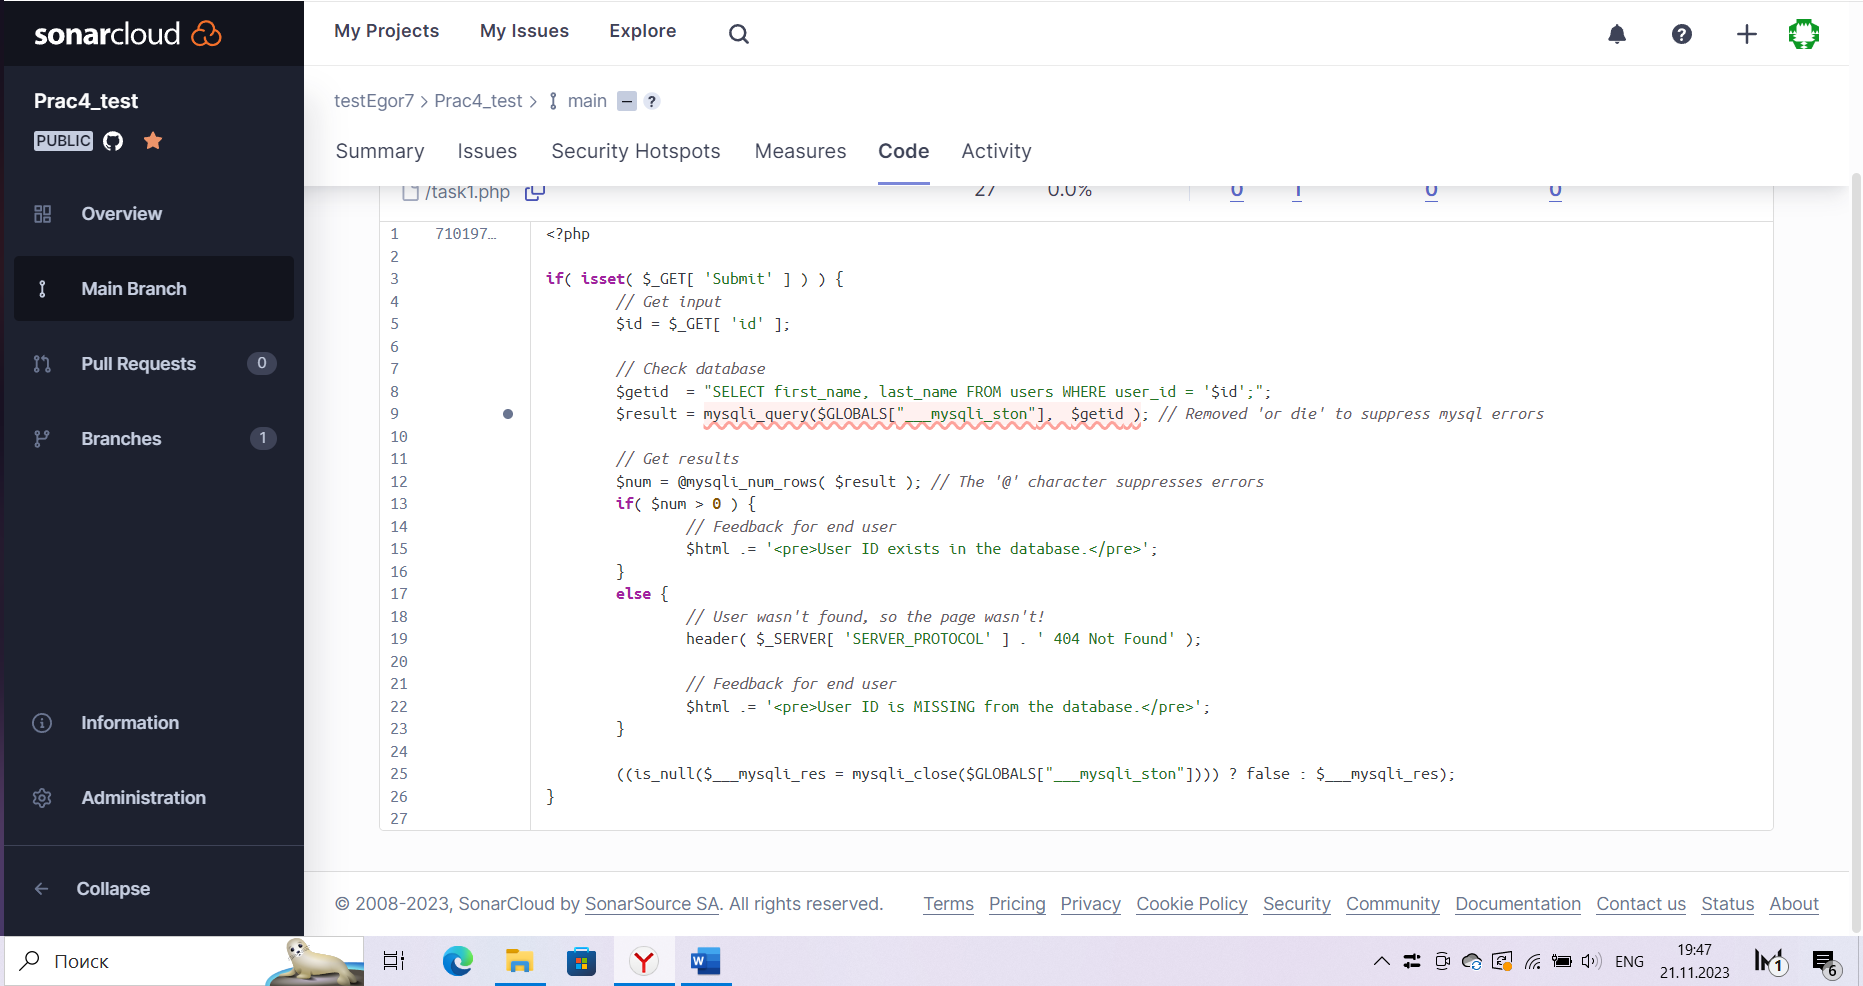 sonarcloud
My Projects My Issues Explore
Prac4_test
PUBLIC
testEgor7 > Prac4_test > main
Summary Issues Security Hotspots Measures Code Activity
/task1.php 27 0.0% 0 1 0 0
Overview
Main Branch
Pull Requests 0
Branches 1
Information
Administration
Collapse
1 710197… <?php
2
3 if( isset( $_GET[ 'Submit' ] ) ) {
4 // Get input
5 $id = $_GET[ 'id' ];
6
7 // Check database
8 $getid  = "SELECT first_name, last_name FROM users WHERE user_id = '$id';";
9 $result = mysqli_query($GLOBALS["___mysqli_ston"],  $getid ); // Removed 'or die' to suppress mysql errors
10
11 // Get results
12 $num = @mysqli_num_rows( $result ); // The '@' character suppresses errors
13 if( $num > 0 ) {
14 // Feedback for end user
15 $html .= '<pre>User ID exists in the database.</pre>';
16 }
17 else {
18 // User wasn't found, so the page wasn't!
19 header( $_SERVER[ 'SERVER_PROTOCOL' ] . ' 404 Not Found' );
20
21 // Feedback for end user
22 $html .= '<pre>User ID is MISSING from the database.</pre>';
23 }
24
25 ((is_null($___mysqli_res = mysqli_close($GLOBALS["___mysqli_ston"]))) ? false : $___mysqli_res);
26 }
27
© 2008-2023, SonarCloud by SonarSource SA. All rights reserved. Terms Pricing Privacy Cookie Policy Security Community Documentation Contact us Status About
Поиск
ENG
19:47
21.11.2023
1
6